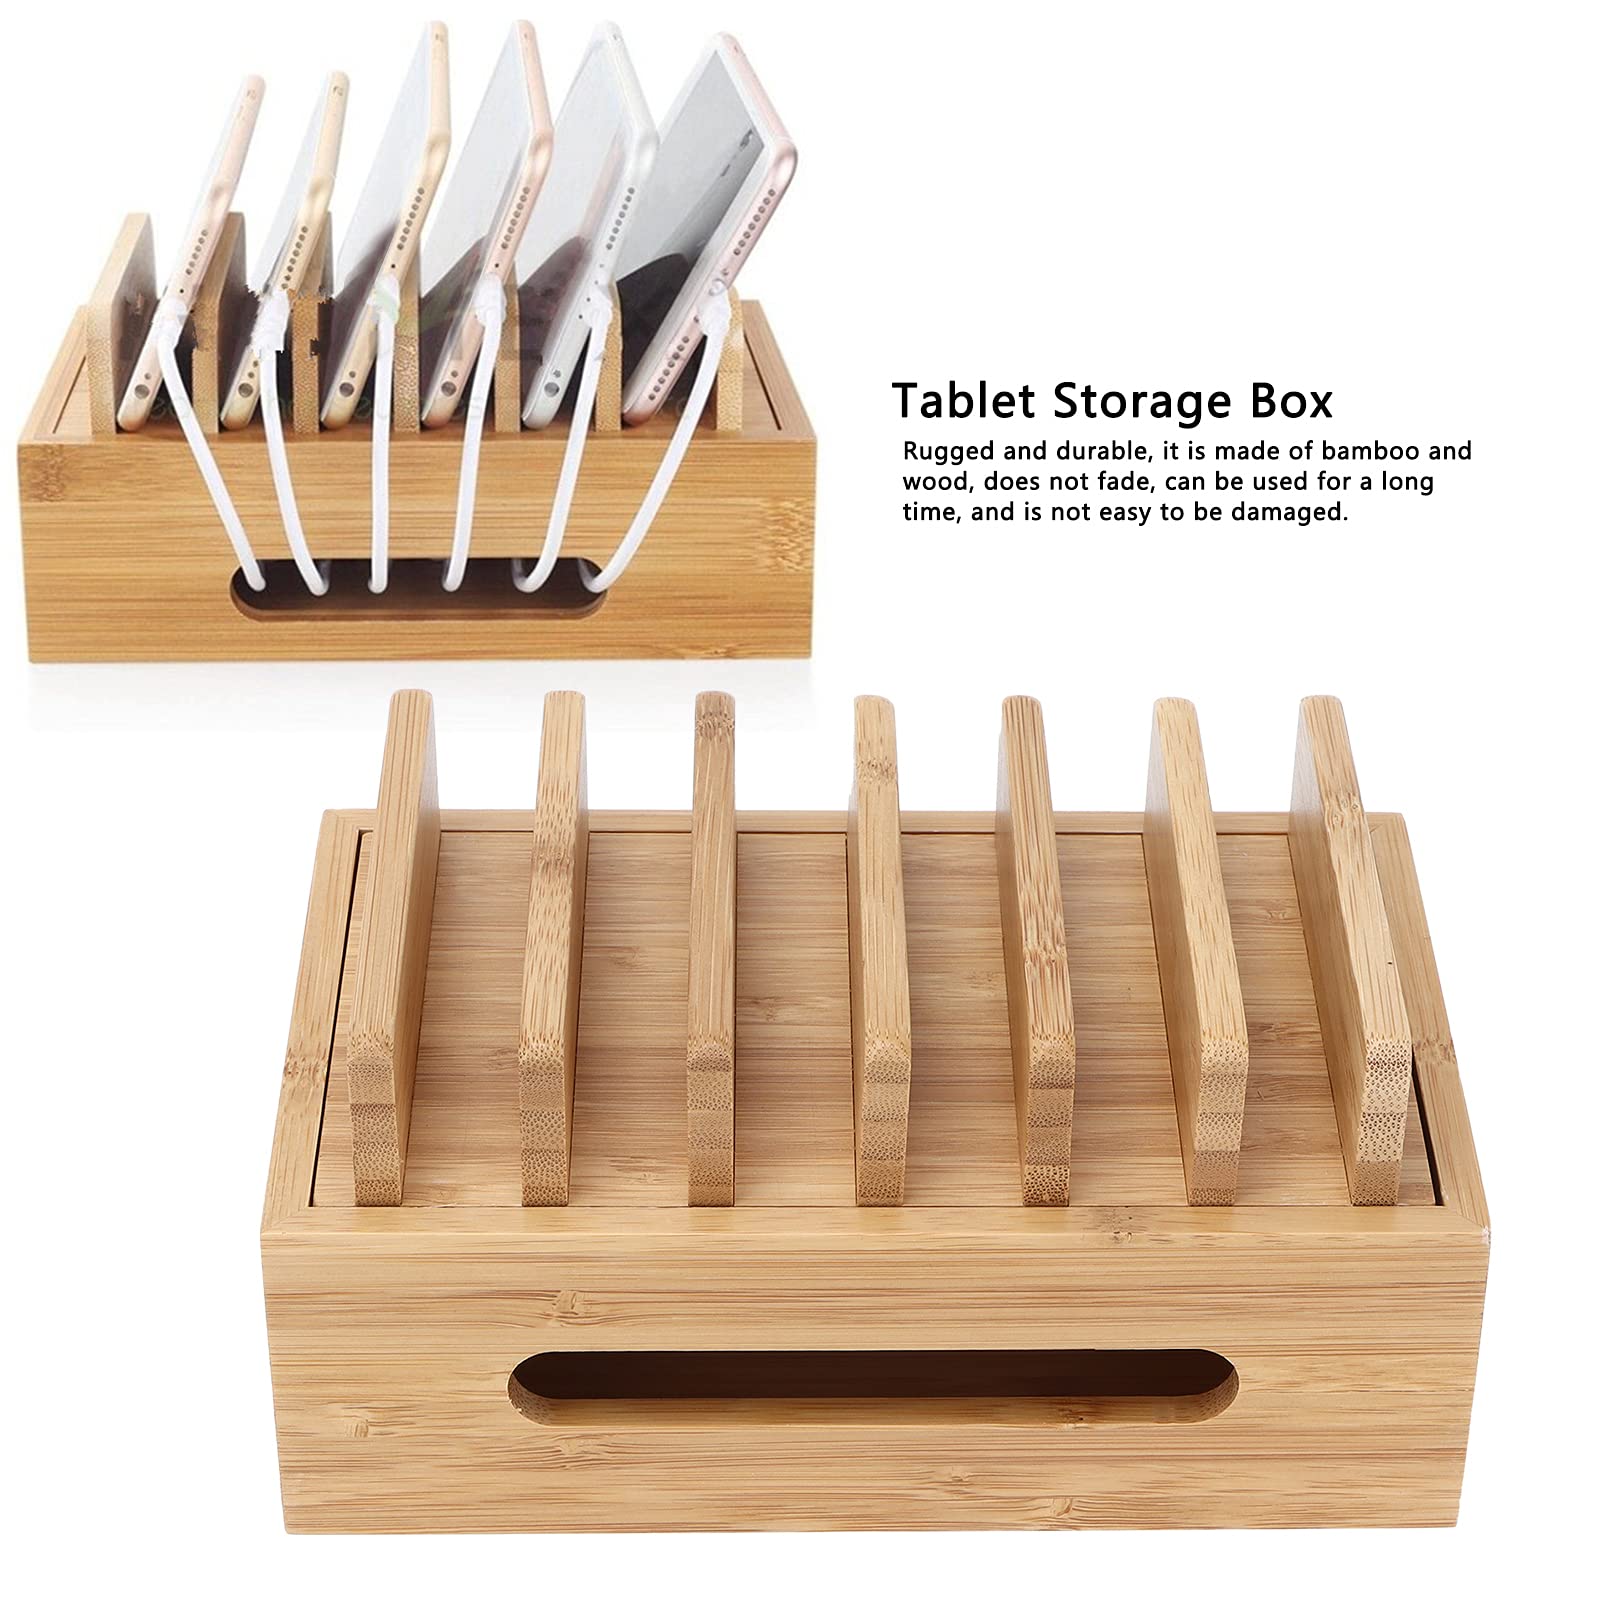 Tablet Storage Box
Rugged and durable, it is made of bamboo and
wood, does not fade, can be used for a long
time, and is not easy to be damaged.